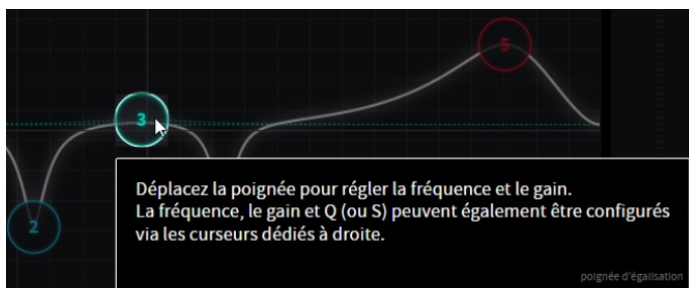 5
3
2
Déplacez la poignée pour régler la fréquence et le gain.
La fréquence, le gain et Q (ou S) peuvent également être configurés
via les curseurs dédiés à droite.
poignée d'égalisation